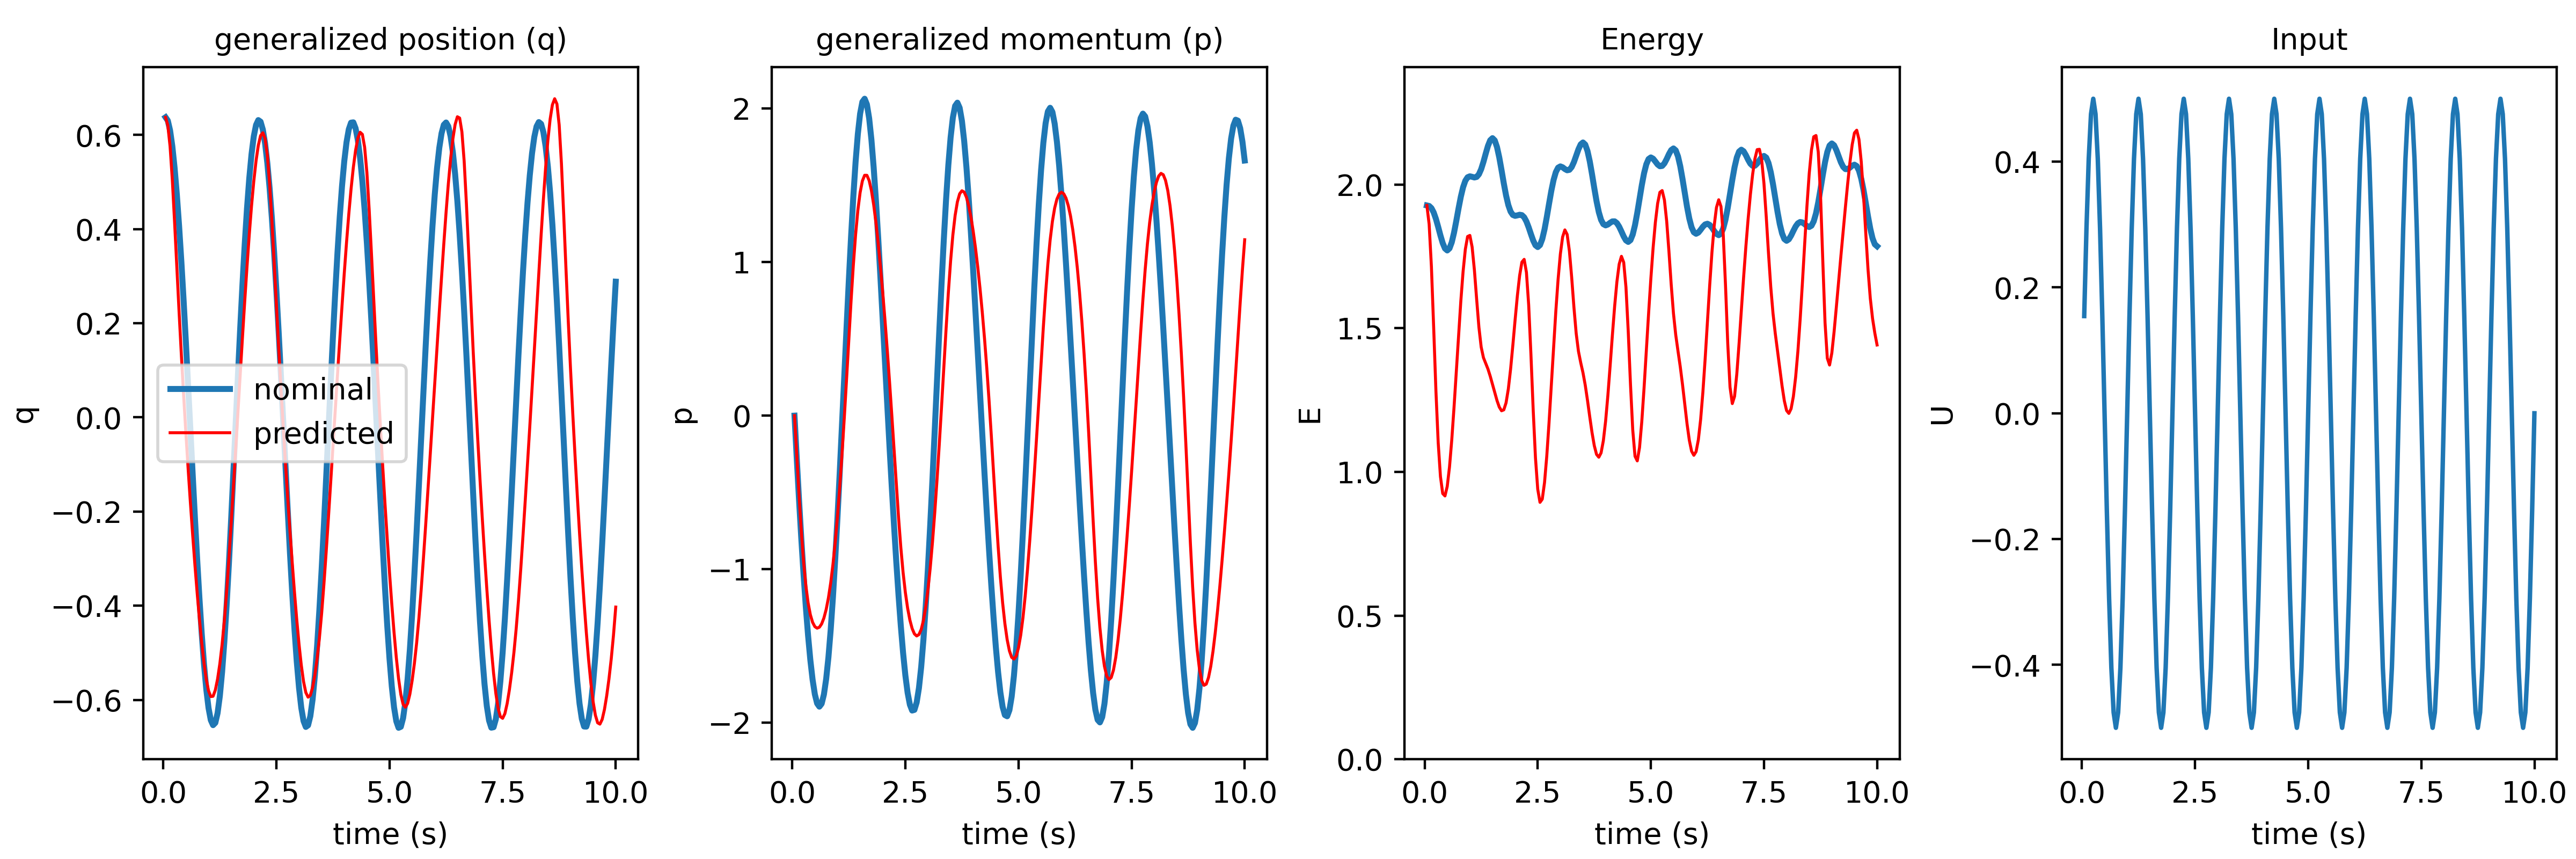 generalized position (q)
q
0.6
0.4
0.2
0.0
−0.2
−0.4
−0.6
nominal
predicted
0.0 2.5 5.0 7.5 10.0
time (s)
generalized momentum (p)
p
2
1
0
−1
−2
0.0 2.5 5.0 7.5 10.0
time (s)
Energy
E
2.0
1.5
1.0
0.5
0.0
0.0 2.5 5.0 7.5 10.0
time (s)
Input
U
0.4
0.2
0.0
−0.2
−0.4
0.0 2.5 5.0 7.5 10.0
time (s)